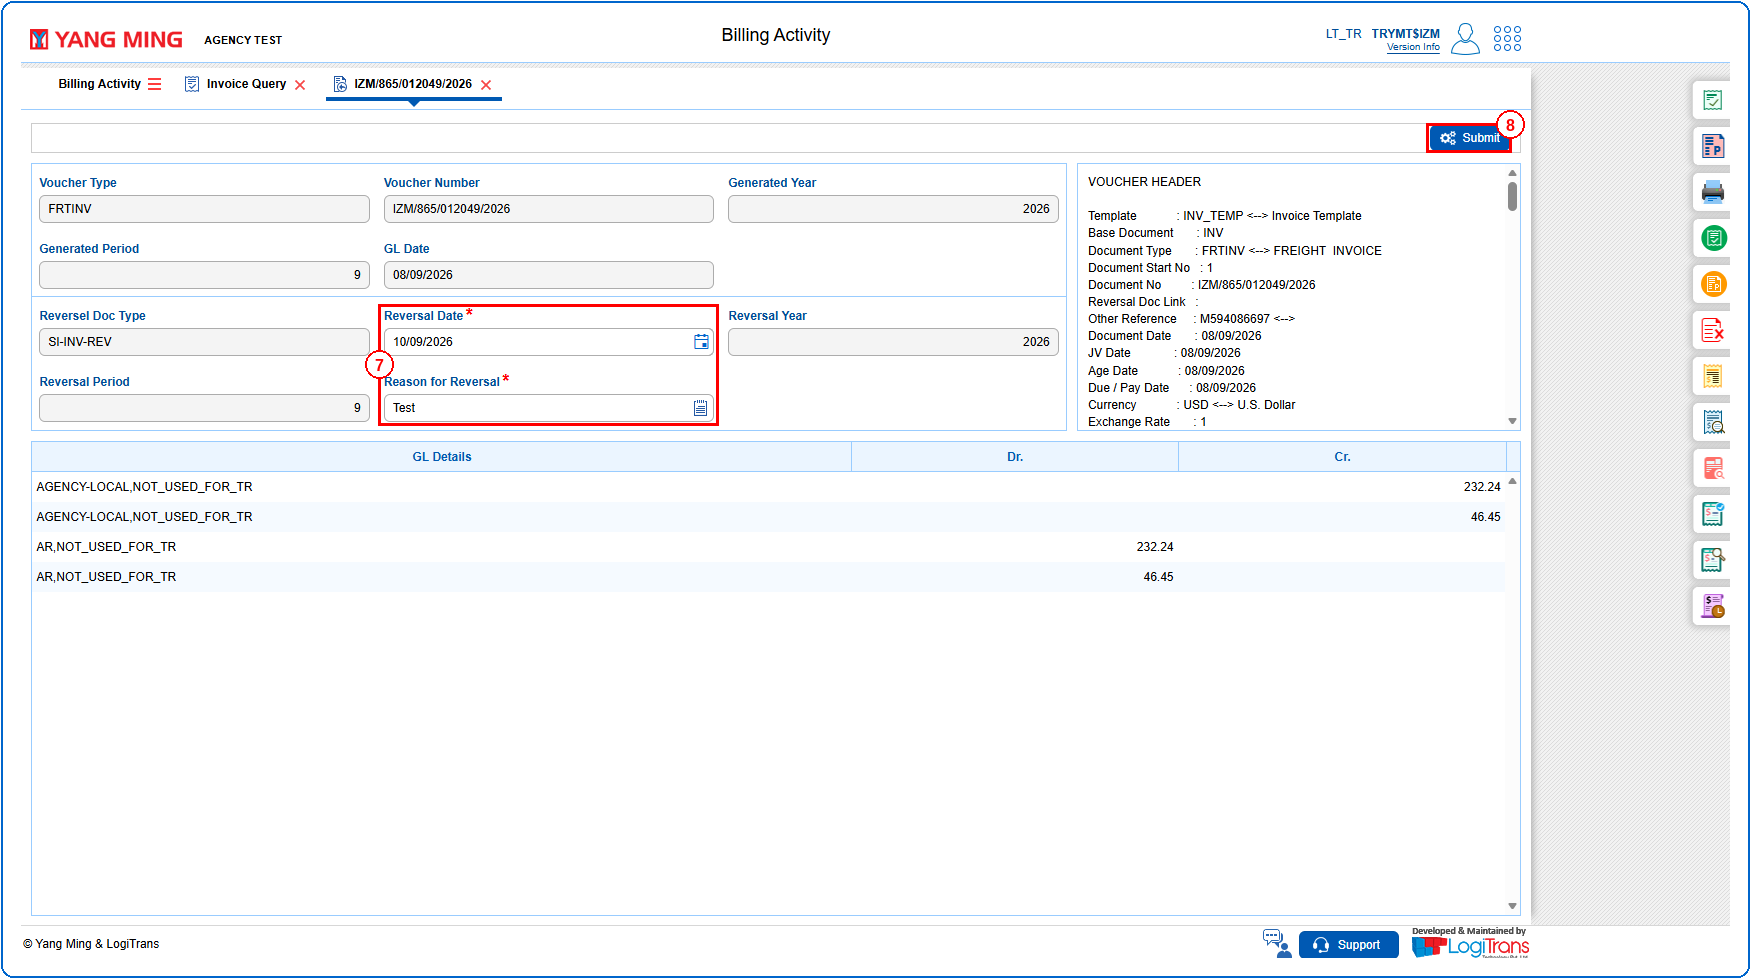 YANG MING AGENCY TEST
Billing Activity
LT_TR TRYMT$IZM
Version Info
Billing Activity Invoice Query IZM/865/012049/2026
Submit
8
Voucher Type Voucher Number Generated Year
FRTINV IZM/865/012049/2026 2026
Generated Period GL Date
9 08/09/2026
Reversel Doc Type Reversal Date * Reversal Year
SI-INV-REV 10/09/2026 2026
7
Reversal Period Reason for Reversal *
9 Test
VOUCHER HEADER
Template : INV_TEMP <--> Invoice Template
Base Document : INV
Document Type : FRTINV <--> FREIGHT INVOICE
Document Start No : 1
Document No : IZM/865/012049/2026
Reversal Doc Link :
Other Reference : M594086697 <-->
Document Date : 08/09/2026
JV Date : 08/09/2026
Age Date : 08/09/2026
Due / Pay Date : 08/09/2026
Currency : USD <--> U.S. Dollar
Exchange Rate : 1
GL Details Dr. Cr.
AGENCY-LOCAL,NOT_USED_FOR_TR 232.24
AGENCY-LOCAL,NOT_USED_FOR_TR 46.45
AR,NOT_USED_FOR_TR 232.24
AR,NOT_USED_FOR_TR 46.45
© Yang Ming & LogiTrans
Support
Developed & Maintained by
LogiTrans